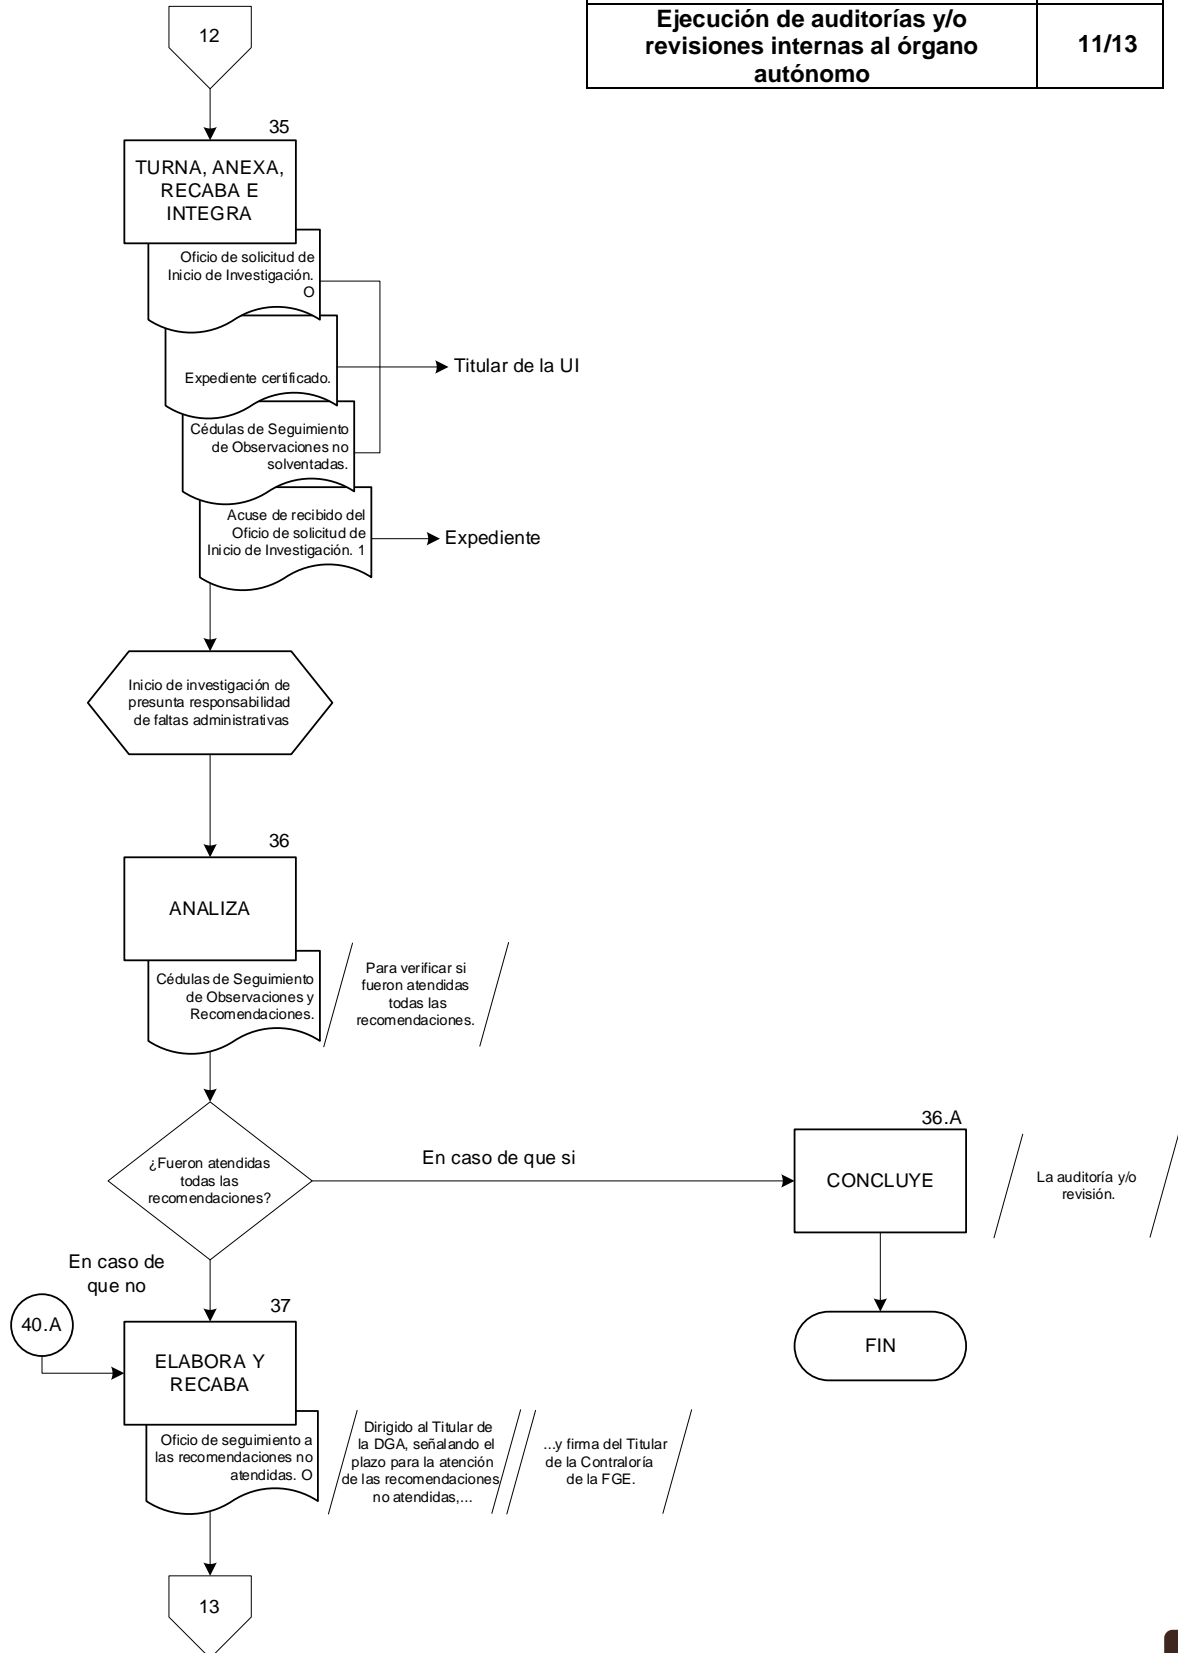 12
Ejecución de auditorías y/o
revisiones internas al órgano
autónomo
11/13
35
TURNA, ANEXA,
RECABA E
INTEGRA
Oficio de solicitud de
Inicio de Investigación.
O
Expediente certificado.
Titular de la UI
Cédulas de Seguimiento
de Observaciones no
solventadas.
Acuse de recibido del
Oficio de solicitud de
Inicio de Investigación. 1
Expediente
Inicio de investigación de
presunta responsabilidad
de faltas administrativas
36
ANALIZA
Cédulas de Seguimiento
de Observaciones y
Recomendaciones.
Para verificar si
fueron atendidas
todas las
recomendaciones.
¿Fueron atendidas
todas las
recomendaciones?
En caso de que si
36.A
CONCLUYE
La auditoría y/o
revisión.
FIN
En caso de
que no
40.A
37
ELABORA Y
RECABA
Oficio de seguimiento a
las recomendaciones no
atendidas. O
Dirigido al Titular de
la DGA, señalando el
plazo para la atención
de las recomendaciones
no atendidas,...
...y firma del Titular
de la Contraloría
de la FGE.
13